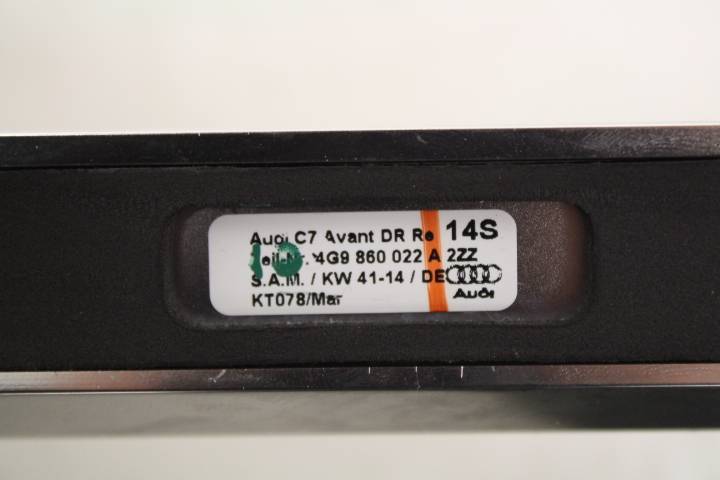 Audi C7 Avant DR Re 14S
Teil-Nr. 4G9 860 022 A 2ZZ
S.A.M. / KW 41-14 / DE
KT078/Mar
Audi
10